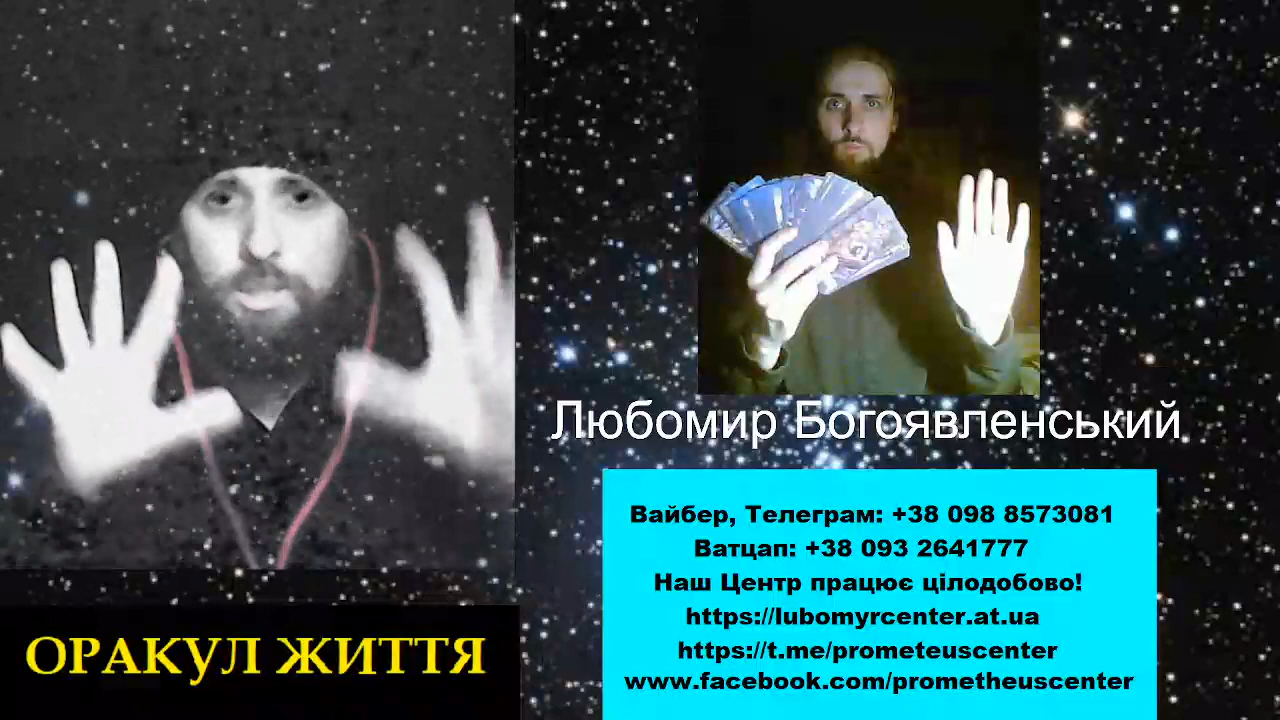 Любомир Богоявленський
Вайбер, Телеграм: +38 098 8573081
Ватцап: +38 093 2641777
Наш Центр працює цілодобово!
https://lubomyrcenter.at.ua
https://t.me/prometeuscenter
www.facebook.com/prometheuscenter
ОРАКУЛ ЖИТТЯ